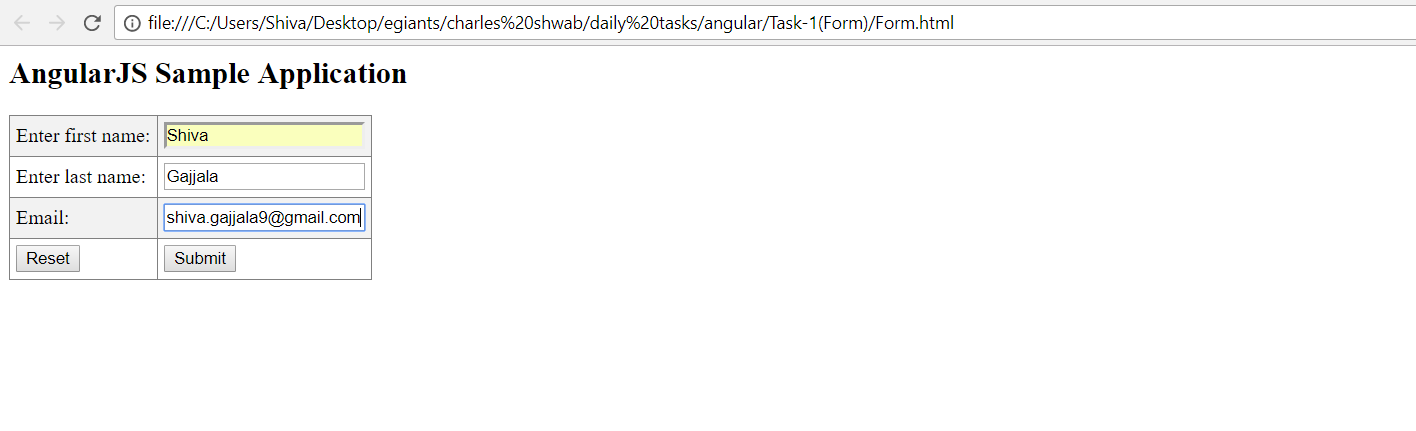 file:///C:/Users/Shiva/Desktop/egiants/charles%20shwab/daily%20tasks/angular/Task-1(Form)/Form.html
AngularJS Sample Application
Enter first name: Shiva
Enter last name: Gajjala
Email: shiva.gajjala9@gmail.com
Reset Submit